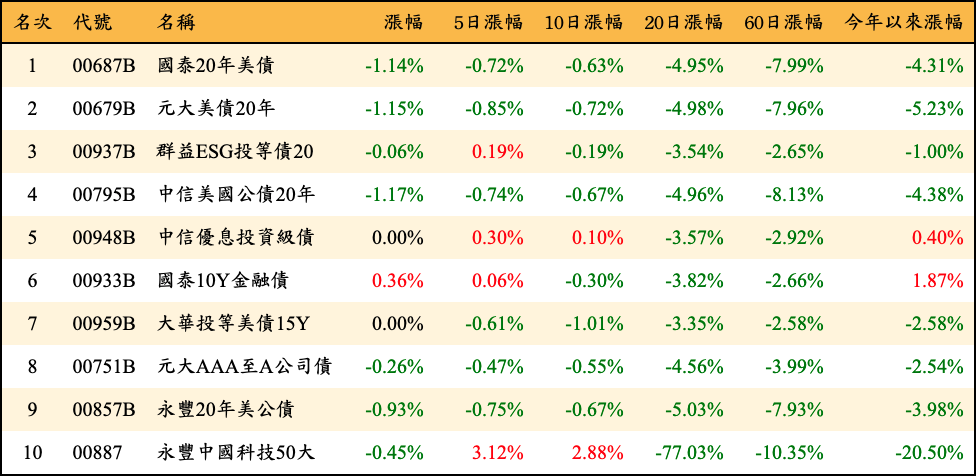 名次 代號 名稱 漲幅 5日漲幅 10日漲幅 20日漲幅 60日漲幅 今年以來漲幅
1 00687B 國泰20年美債 -1.14% -0.72% -0.63% -4.95% -7.99% -4.31%
2 00679B 元大美債20年 -1.15% -0.85% -0.72% -4.98% -7.96% -5.23%
3 00937B 群益ESG投等債20 -0.06% 0.19% -0.19% -3.54% -2.65% -1.00%
4 00795B 中信美國公債20年 -1.17% -0.74% -0.67% -4.96% -8.13% -4.38%
5 00948B 中信優息投資級債 0.00% 0.30% 0.10% -3.57% -2.92% 0.40%
6 00933B 國泰10Y金融債 0.36% 0.06% -0.30% -3.82% -2.66% 1.87%
7 00959B 大華投等美債15Y 0.00% -0.61% -1.01% -3.35% -2.58% -2.58%
8 00751B 元大AAA至A公司債 -0.26% -0.47% -0.55% -4.56% -3.99% -2.54%
9 00857B 永豐20年美公債 -0.93% -0.75% -0.67% -5.03% -7.93% -3.98%
10 00887 永豐中國科技50大 -0.45% 3.12% 2.88% -77.03% -10.35% -20.50%